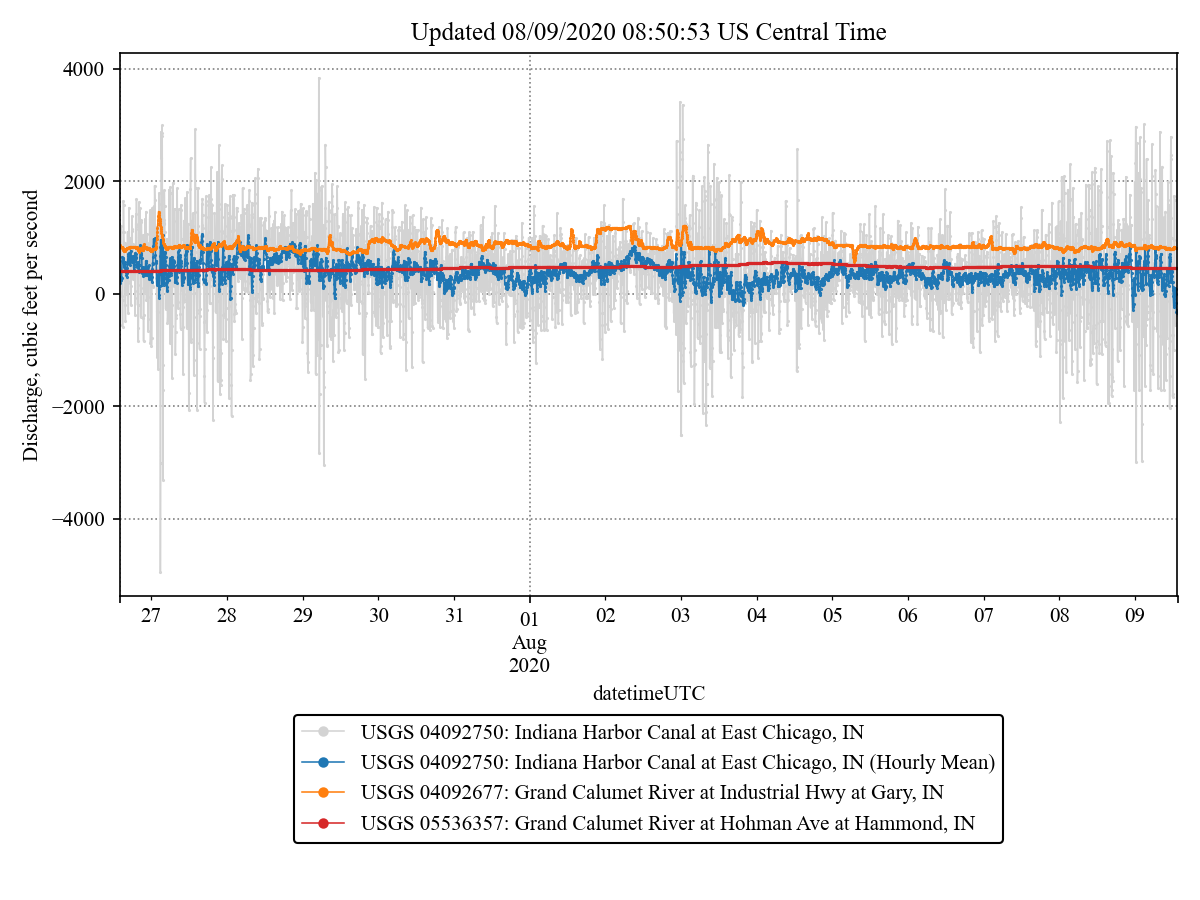 Updated 08/09/2020 08:50:53 US Central Time
Discharge, cubic feet per second
4000
2000
0
−2000
−4000
27 28 29 30 31 01 02 03 04 05 06 07 08 09
Aug
2020
datetimeUTC
USGS 04092750: Indiana Harbor Canal at East Chicago, IN
USGS 04092750: Indiana Harbor Canal at East Chicago, IN (Hourly Mean)
USGS 04092677: Grand Calumet River at Industrial Hwy at Gary, IN
USGS 05536357: Grand Calumet River at Hohman Ave at Hammond, IN